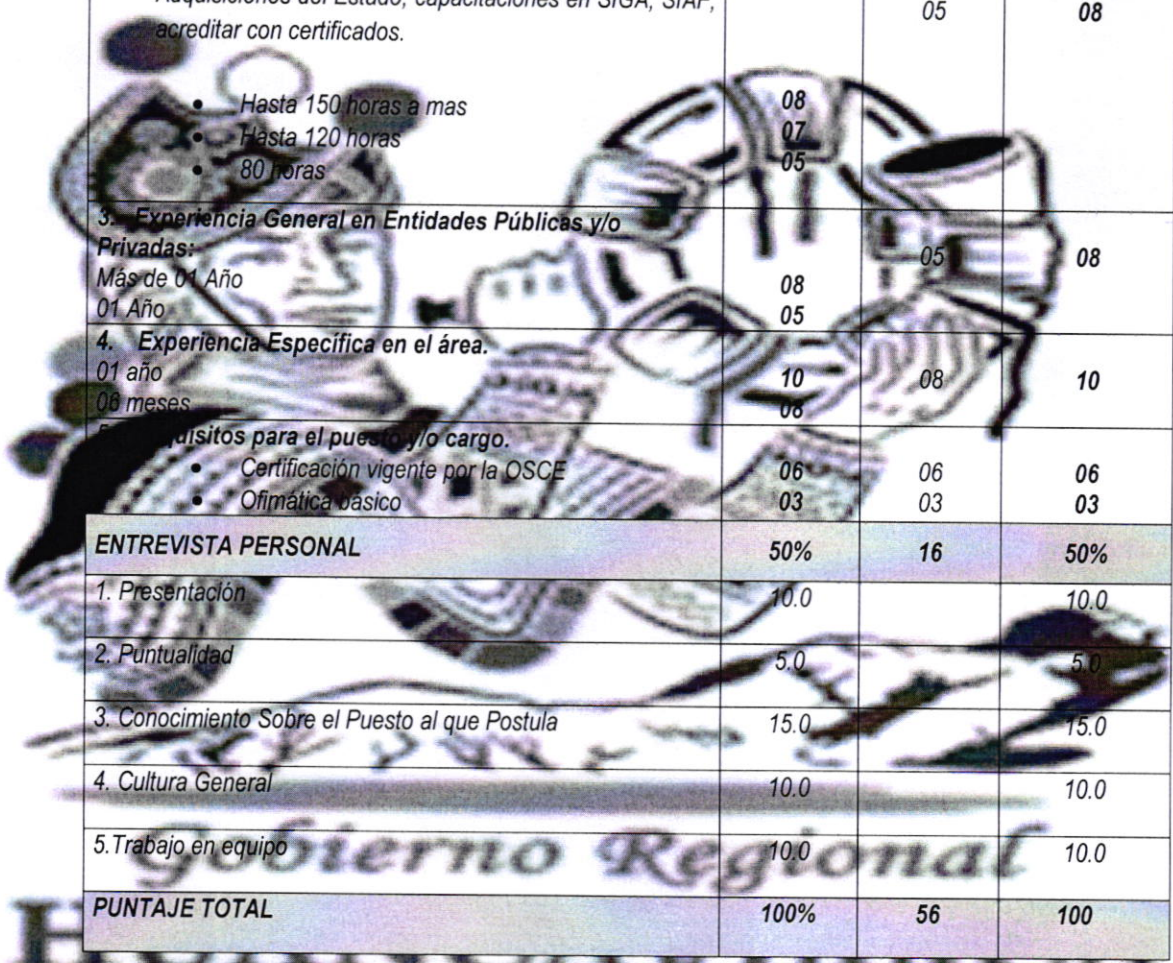 Adquisiciones del Estado, capacitaciones en SIGA, SIAF,
acreditar con certificados. 05 08
• Hasta 150 horas a mas 08
• Hasta 120 horas 07
• 80 horas 05
3. Experiencia General en Entidades Públicas y/o
Privadas: 05 08
Más de 01 Año 08
01 Año 05
4. Experiencia Específica en el área.
01 año 10 08 10
06 meses 08
para el puesto y/o cargo.
• Certificación vigente por la OSCE 06 06 06
• Ofimática básico 03 03 03
ENTREVISTA PERSONAL 50% 16 50%
1. Presentación 10.0 10.0
2. Puntualidad 5.0 5.0
3. Conocimiento Sobre el Puesto al que Postula 15.0 15.0
4. Cultura General 10.0 10.0
5.Trabajo en equipo 10.0 10.0
Gobierno Regional
PUNTAJE TOTAL 100% 56 100